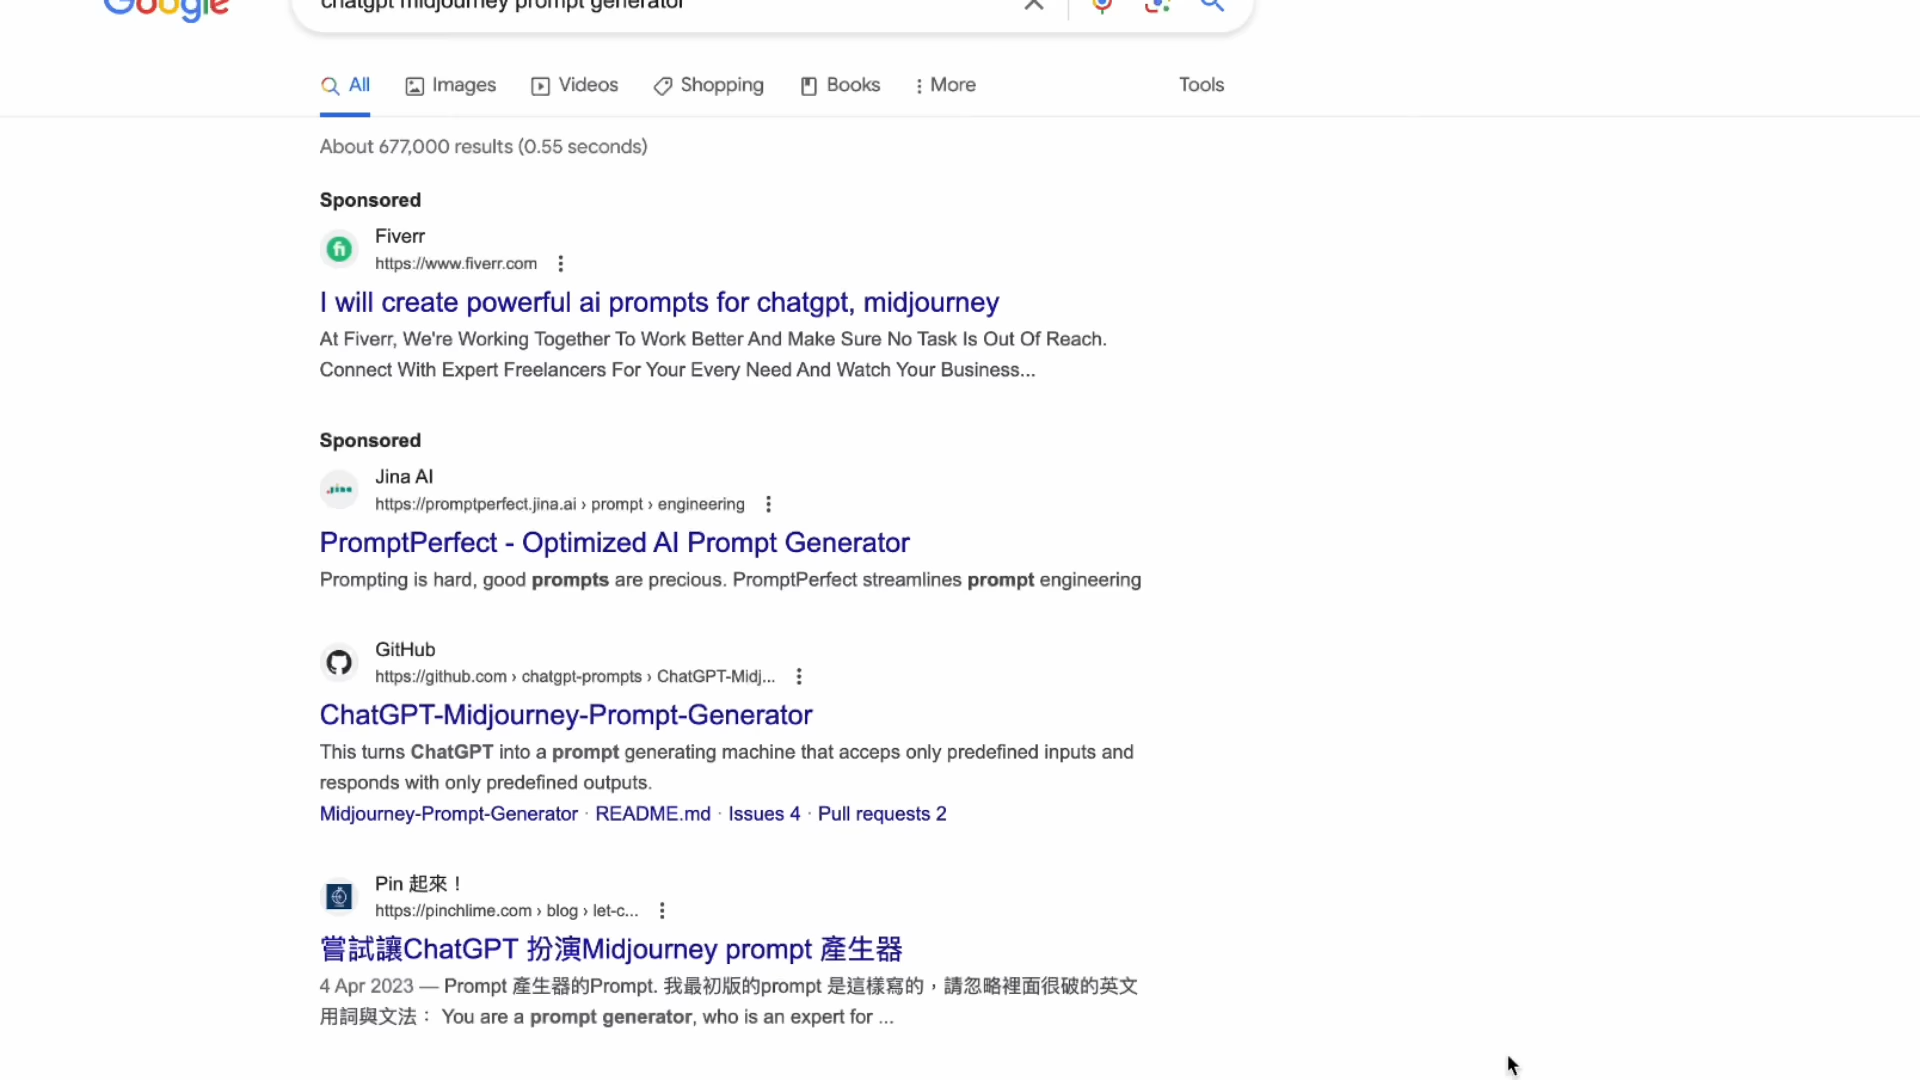 Google
chatgpt midjourney prompt generator
All Images Videos Shopping Books More Tools
About 677,000 results (0.55 seconds)
Sponsored
Fiverr
https://www.fiverr.com
I will create powerful ai prompts for chatgpt, midjourney
At Fiverr, We're Working Together To Work Better And Make Sure No Task Is Out Of Reach.
Connect With Expert Freelancers For Your Every Need And Watch Your Business...
Sponsored
Jina AI
https://promptperfect.jina.ai › prompt › engineering
PromptPerfect - Optimized AI Prompt Generator
Prompting is hard, good prompts are precious. PromptPerfect streamlines prompt engineering
GitHub
https://github.com › chatgpt-prompts › ChatGPT-Midj...
ChatGPT-Midjourney-Prompt-Generator
This turns ChatGPT into a prompt generating machine that acceps only predefined inputs and
responds with only predefined outputs.
Midjourney-Prompt-Generator · README.md · Issues 4 · Pull requests 2
Pin 起來！
https://pinchlime.com › blog › let-c...
嘗試讓ChatGPT 扮演Midjourney prompt 產生器
4 Apr 2023 — Prompt 產生器的Prompt. 我最初版的prompt 是這樣寫的，請忽略裡面很破的英文
用詞與文法： You are a prompt generator, who is an expert for ...